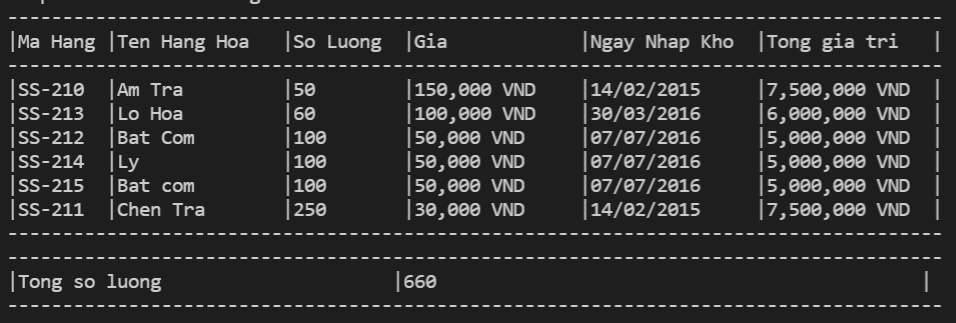 |Ma Hang |Ten Hang Hoa |So Luong |Gia |Ngay Nhap Kho |Tong gia tri |
|SS-210 |Am Tra |50 |150,000 VND |14/02/2015 |7,500,000 VND |
|SS-213 |Lo Hoa |60 |100,000 VND |30/03/2016 |6,000,000 VND |
|SS-212 |Bat Com |100 |50,000 VND |07/07/2016 |5,000,000 VND |
|SS-214 |Ly |100 |50,000 VND |07/07/2016 |5,000,000 VND |
|SS-215 |Bat com |100 |50,000 VND |07/07/2016 |5,000,000 VND |
|SS-211 |Chen Tra |250 |30,000 VND |14/02/2015 |7,500,000 VND |
|Tong so luong |660 |